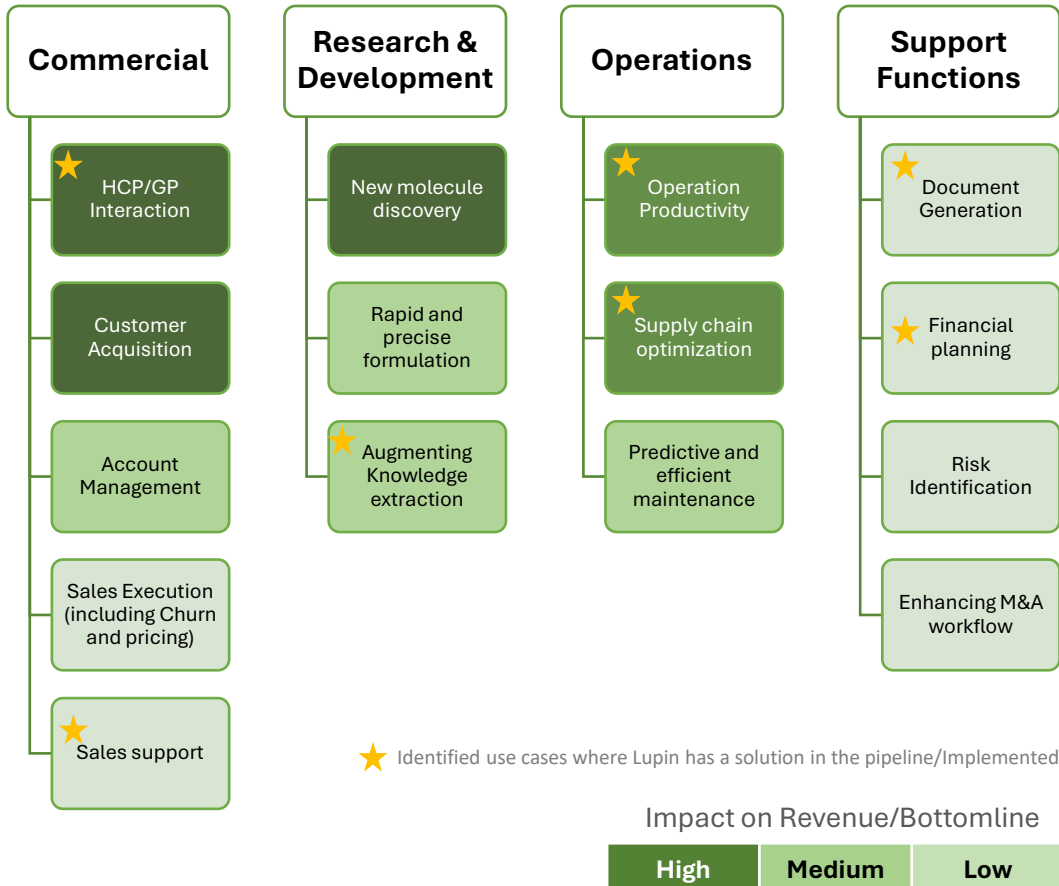 Commercial
HCP/GP
Interaction
Customer
Acquisition
Account
Management
Sales Execution
(including Churn
and pricing)
Sales support
Research &
Development
New molecule
discovery
Rapid and
precise
formulation
Augmenting
Knowledge
extraction
Operations
Operation
Productivity
Supply chain
optimization
Predictive and
efficient
maintenance
Support
Functions
Document
Generation
Financial
planning
Risk
Identification
Enhancing M&A
workflow
Identified use cases where Lupin has a solution in the pipeline/Implemented
Impact on Revenue/Bottomline
High
Medium
Low